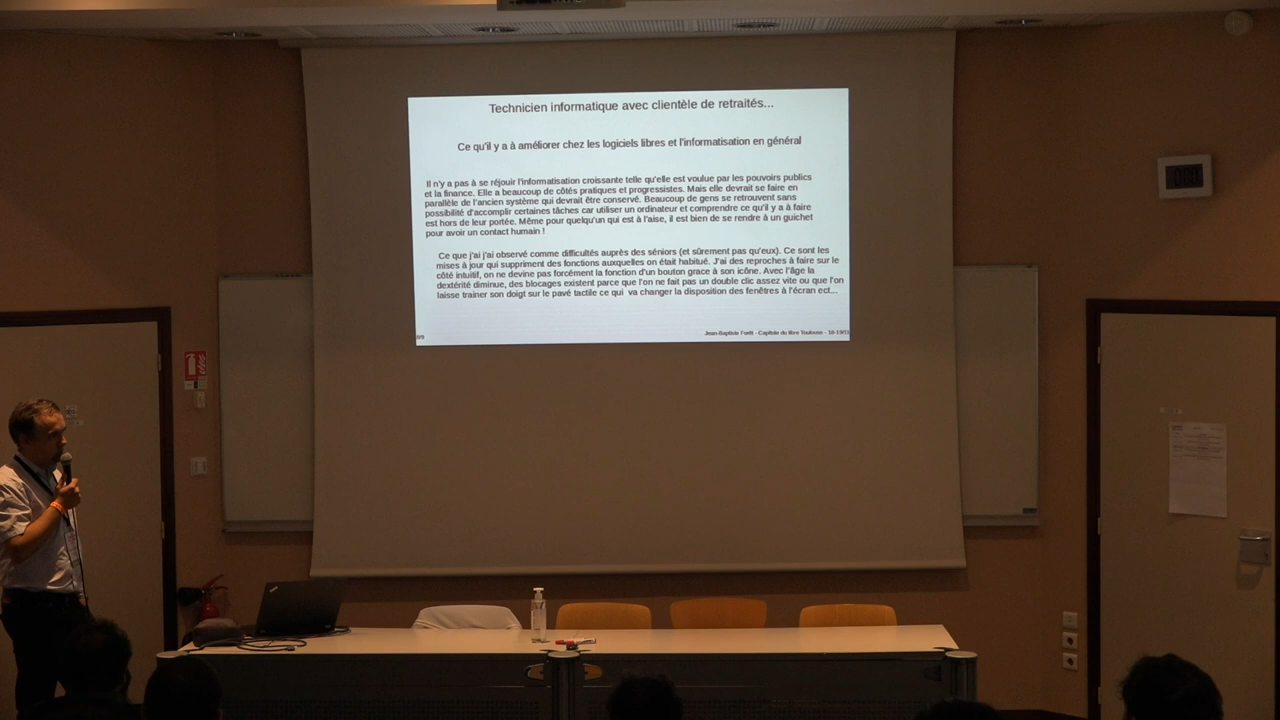 Technicien informatique avec clientèle de retraités...
Ce qu'il y a à améliorer chez les logiciels libres et l'informatisation en général
Il n'y a pas à se réjouir l'informatisation croissante telle qu'elle est voulue par les pouvoirs publics
et la finance. Elle a beaucoup de côtés pratiques et progressistes. Mais elle devrait se faire en
parallèle de l'ancien système qui devrait être conservé. Beaucoup de gens se retrouvent sans
possibilité d'accomplir certaines tâches car utiliser un ordinateur et comprendre ce qu'il y a à faire
est hors de leur portée. Même pour quelqu'un qui est à l'aise, il est bien de se rendre à un guichet
pour avoir un contact humain !
Ce que j'ai j'ai observé comme difficultés auprès des séniors (et sûrement pas qu'eux). Ce sont les
mises à jour qui suppriment des fonctions auxquelles on était habitué. J'ai des reproches à faire sur le
côté intuitif, on ne devine pas forcément la fonction d'un bouton grace à son icône. Avec l'âge la
dextérité diminue, des blocages existent parce que l'on ne fait pas un double clic assez vite ou que l'on
laisse trainer son doigt sur le pavé tactile ce qui va changer la disposition des fenêtres à l'écran ect...
Jean-Baptiste Forêt - Capitole du libre Toulouse -